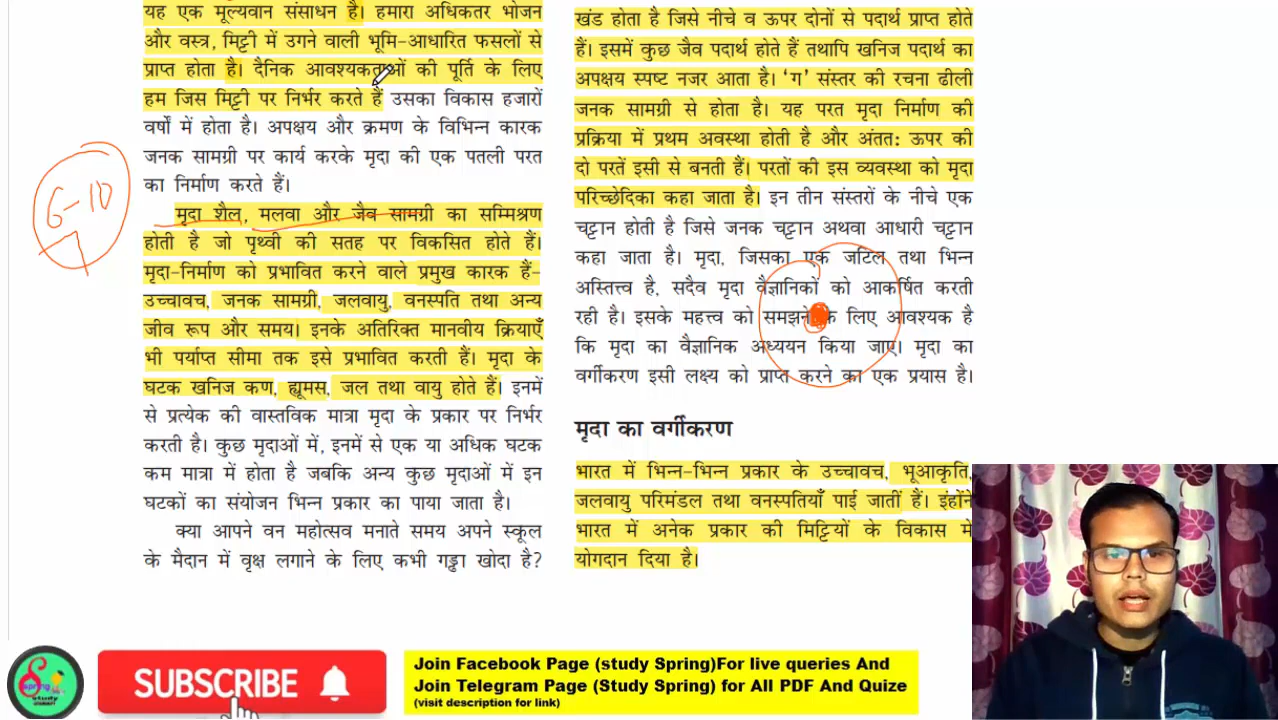 यह एक मूल्यवान संसाधन है। हमारा अधिकतर भोजन
और वस्त्र, मिट्टी में उगने वाली भूमि-आधारित फसलों से
प्राप्त होता है। दैनिक आवश्यकताओं की पूर्ति के लिए
हम जिस मिट्टी पर निर्भर करते हैं उसका विकास हजारों
वर्षों में होता है। अपक्षय और क्रमण के विभिन्न कारक
जनक सामग्री पर कार्य करके मृदा की एक पतली परत
का निर्माण करते हैं।
6-10
मृदा शैल, मलवा और जैव सामग्री का सम्मिश्रण
होती है जो पृथ्वी की सतह पर विकसित होते हैं।
मृदा-निर्माण को प्रभावित करने वाले प्रमुख कारक हैं-
उच्चावच, जनक सामग्री, जलवायु, वनस्पति तथा अन्य
जीव रूप और समय। इनके अतिरिक्त मानवीय क्रियाएँ
भी पर्याप्त सीमा तक इसे प्रभावित करती हैं। मृदा के
घटक खनिज कण, ह्यूमस, जल तथा वायु होते हैं। इनमें
से प्रत्येक की वास्तविक मात्रा मृदा के प्रकार पर निर्भर
करती है। कुछ मृदाओं में, इनमें से एक या अधिक घटक
कम मात्रा में होता है जबकि अन्य कुछ मृदाओं में इन
घटकों का संयोजन भिन्न प्रकार का पाया जाता है।
क्या आपने वन महोत्सव मनाते समय अपने स्कूल
के मैदान में वृक्ष लगाने के लिए कभी गड्ढा खोदा है?
खंड होता है जिसे नीचे व ऊपर दोनों से पदार्थ प्राप्त होते
हैं। इसमें कुछ जैव पदार्थ होते हैं तथापि खनिज पदार्थ का
अपक्षय स्पष्ट नजर आता है। 'ग' संस्तर की रचना ढीली
जनक सामग्री से होता है। यह परत मृदा निर्माण की
प्रक्रिया में प्रथम अवस्था होती है और अंतत: ऊपर की
दो परतें इसी से बनती हैं। परतों की इस व्यवस्था को मृदा
परिच्छेदिका कहा जाता है। इन तीन संस्तरों के नीचे एक
चट्टान होती है जिसे जनक चट्टान अथवा आधारी चट्टान
कहा जाता है। मृदा, जिसका एक जटिल तथा भिन्न
अस्तित्त्व है, सदैव मृदा वैज्ञानिकों को आकर्षित करती
रही है। इसके महत्त्व को समझने के लिए आवश्यक है
कि मृदा का वैज्ञानिक अध्ययन किया जाए। मृदा का
वर्गीकरण इसी लक्ष्य को प्राप्त करने का एक प्रयास है।
मृदा का वर्गीकरण
भारत में भिन्न-भिन्न प्रकार के उच्चावच, भूआकृति,
जलवायु परिमंडल तथा वनस्पतियाँ पाई जातीं हैं। इंहोंने
भारत में अनेक प्रकार की मिट्टियों के विकास में
योगदान दिया है।
SUBSCRIBE
Join Facebook Page (study Spring)For live queries And
Join Telegram Page (Study Spring) for All PDF And Quize
(visit description for link)